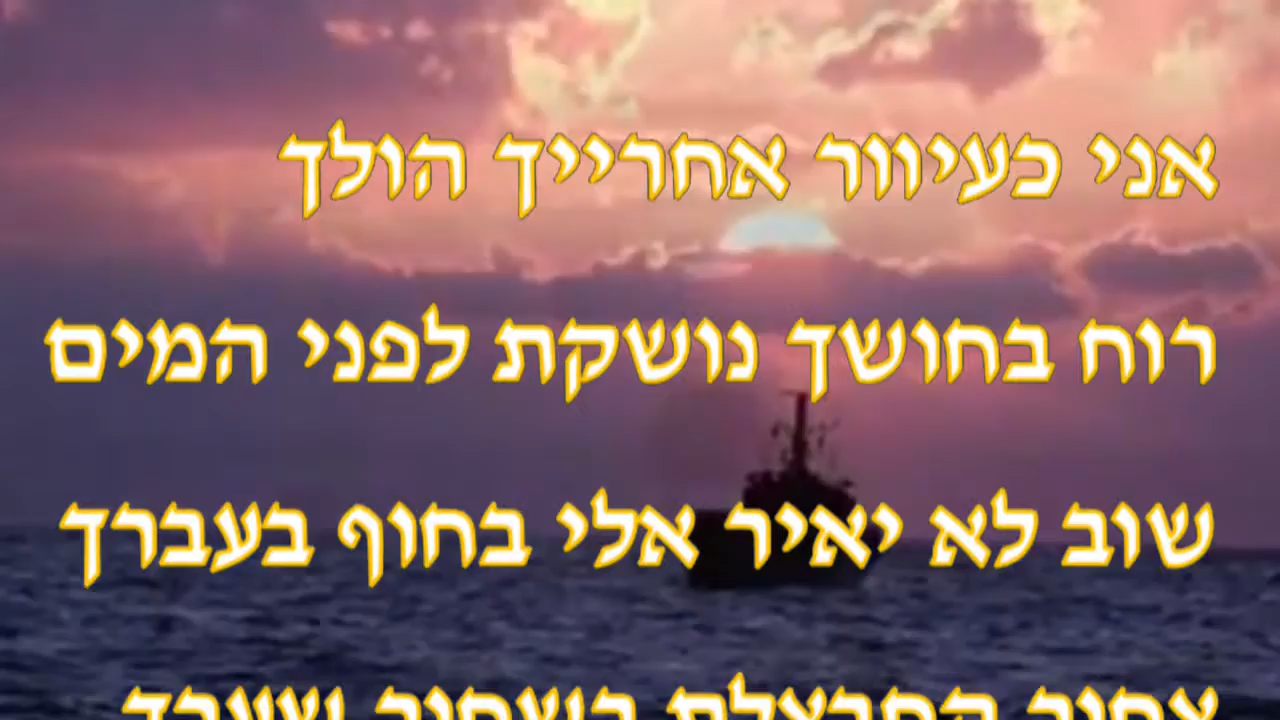 אני כעיוור אחרייך הולך
רוח בחושך נושקת לפני המים
שוב לא יאיר אלי בחוף בעברך